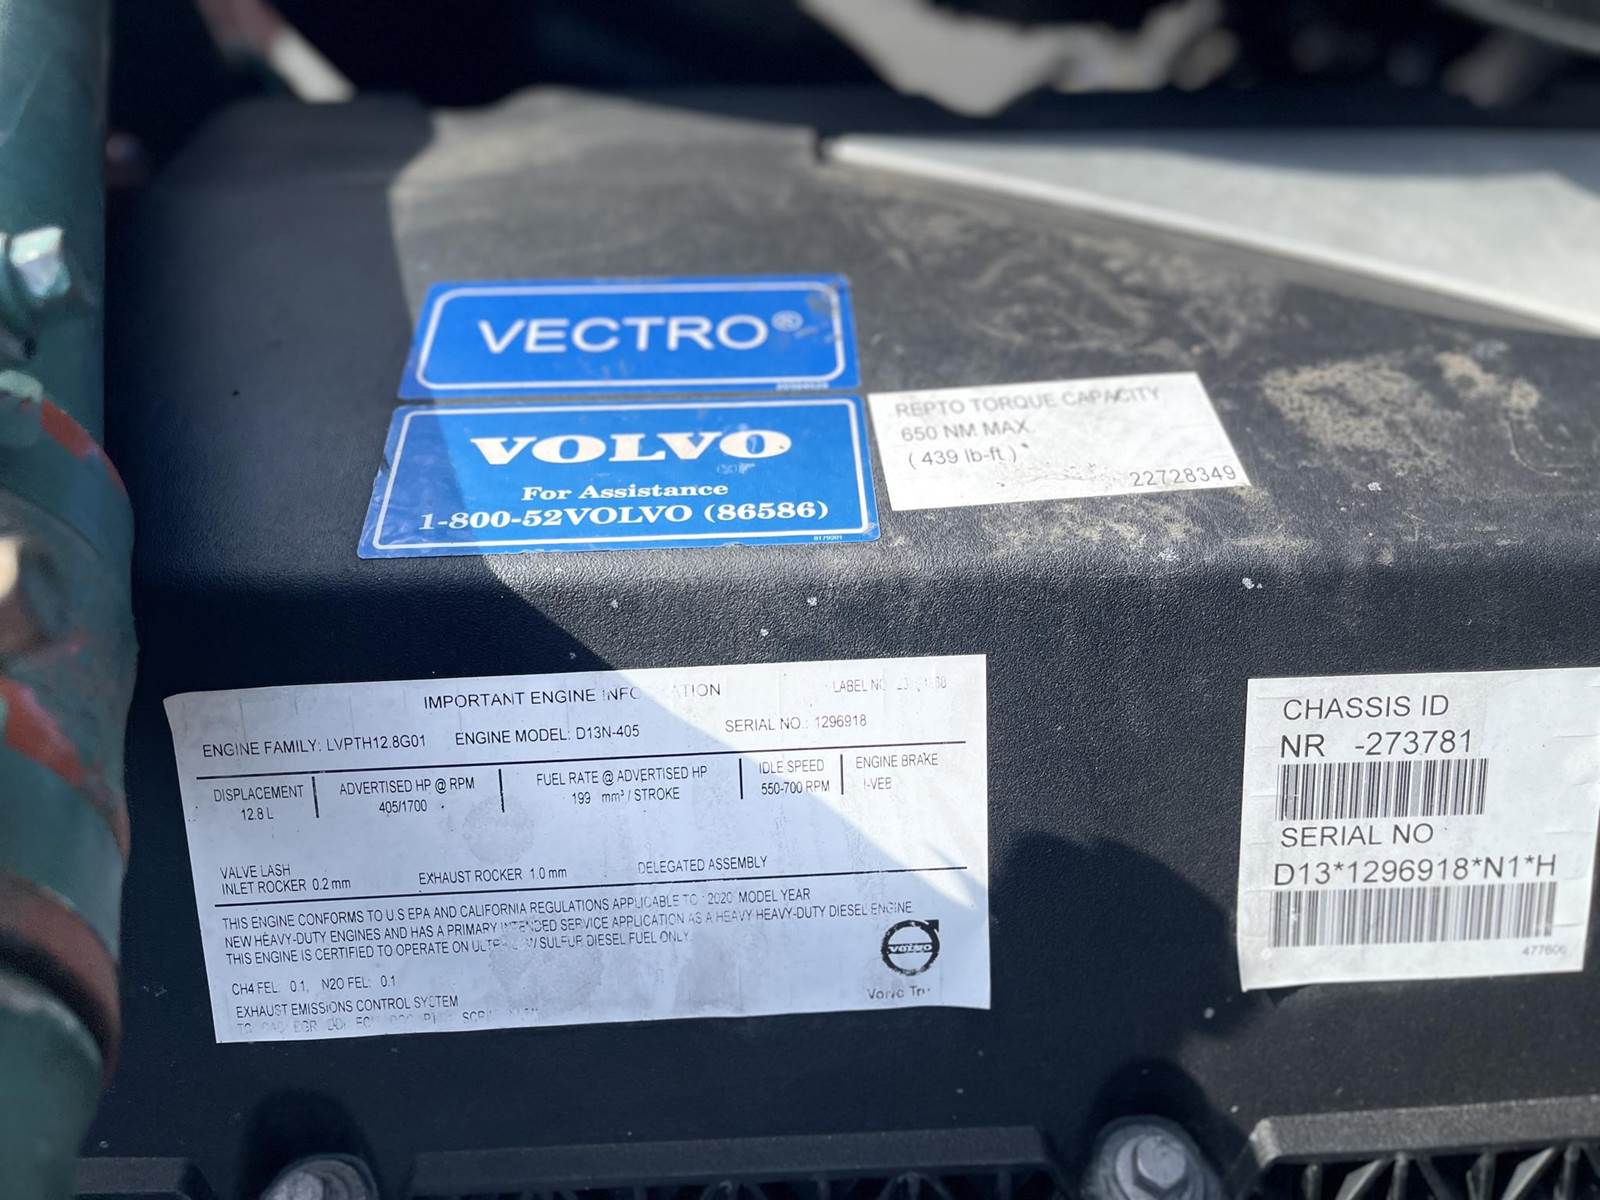 VECTRO®
VOLVO
For Assistance
1-800-52VOLVO (86586)
REPTO TORQUE CAPACITY
650 NM MAX
( 439 lb-ft )
22728349
IMPORTANT ENGINE
LABEL NO
ENGINE FAMILY: LVPTH12.8G01 ENGINE MODEL: D13N-405 SERIAL NO.: 1296918
DISPLACEMENT
12.8 L
ADVERTISED HP @ RPM
405/1700
FUEL RATE @ ADVERTISED HP
199 mm³ / STROKE
IDLE SPEED
550-700 RPM
ENGINE BRAKE
I-VEB
VALVE LASH
INLET ROCKER 0.2 mm EXHAUST ROCKER 1.0 mm DELEGATED ASSEMBLY
THIS ENGINE CONFORMS TO U.S EPA AND CALIFORNIA REGULATIONS APPLICABLE TO 2020 MODEL YEAR
NEW HEAVY-DUTY ENGINES AND HAS A PRIMARY INTENDED SERVICE APPLICATION AS A HEAVY-HEAVY-DUTY DIESEL ENGINE.
THIS ENGINE IS CERTIFIED TO OPERATE ON SULFUR DIESEL FUEL ONLY.
CH4 FEL 0.1, N2O FEL: 0.1
EXHAUST EMISSIONS CONTROL SYSTEM
EGR
VOLVO
CHASSIS ID
NR -273781
SERIAL NO
D13*1296918*N1*H